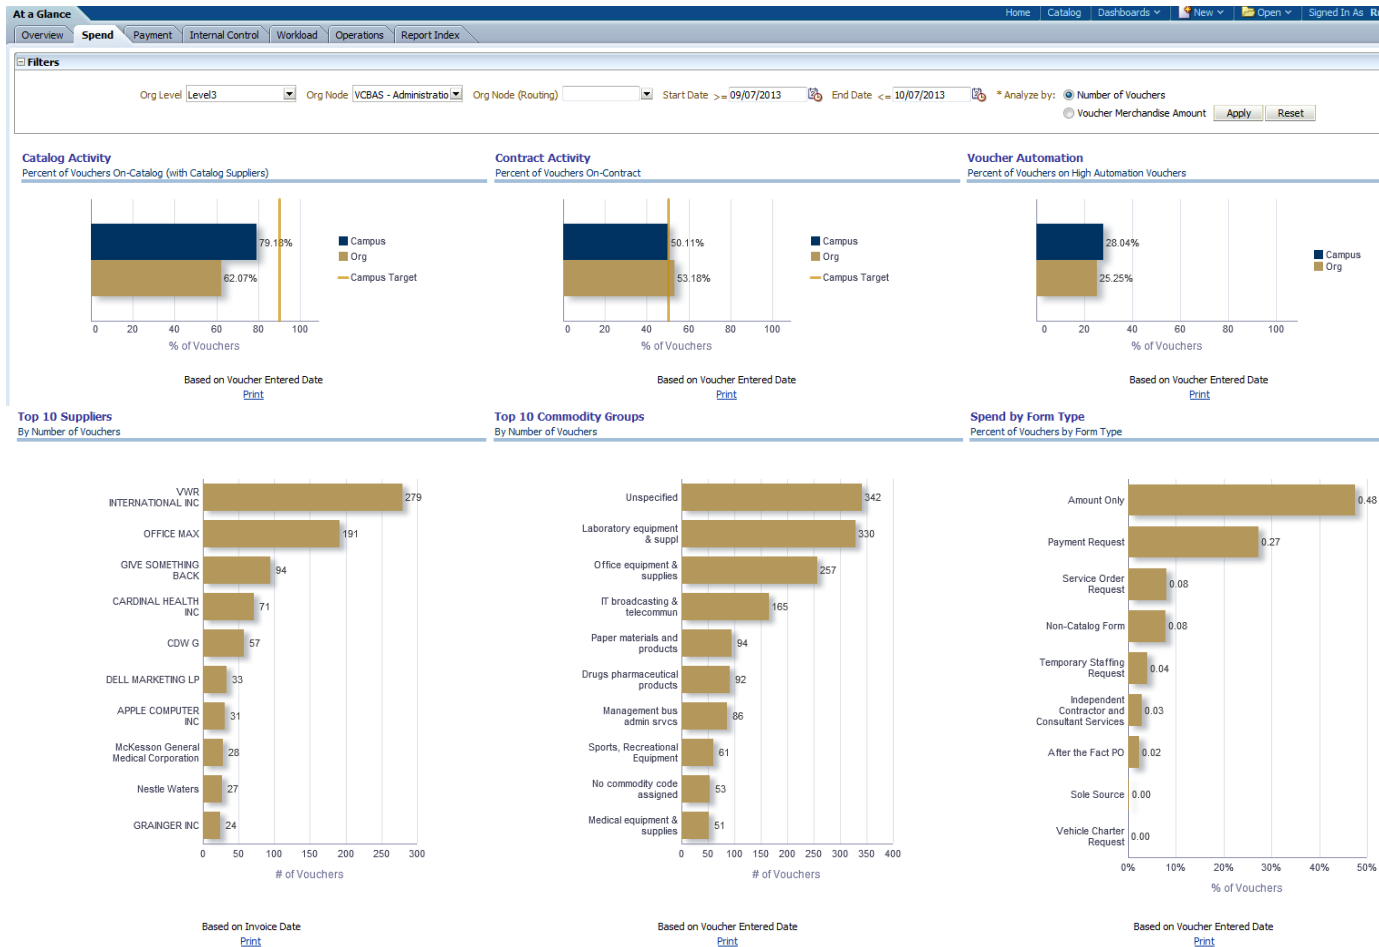 At a Glance
Home Catalog Dashboards New Open Signed In As
Overview Spend Payment Internal Control Workload Operations Report Index
Filters
Org Level Level3 Org Node VCBAS - Administratio Org Node (Routing) Start Date >= 09/07/2013 End Date <= 10/07/2013 * Analyze by: Number of Vouchers
Voucher Merchandise Amount Apply Reset
Catalog Activity
Percent of Vouchers On-Catalog (with Catalog Suppliers)
79.18%
62.07%
Campus
Org
Campus Target
0 20 40 60 80 100
% of Vouchers
Based on Voucher Entered Date
Print
Contract Activity
Percent of Vouchers On-Contract
50.11%
53.18%
Campus
Org
Campus Target
0 20 40 60 80 100
% of Vouchers
Based on Voucher Entered Date
Print
Voucher Automation
Percent of Vouchers on High Automation Vouchers
28.04%
25.25%
Campus
Org
0 20 40 60 80 100
% of Vouchers
Based on Voucher Entered Date
Print
Top 10 Suppliers
By Number of Vouchers
VWR
INTERNATIONAL INC 279
OFFICE MAX 191
GIVE SOMETHING
BACK 94
CARDINAL HEALTH
INC 71
CDW G 57
DELL MARKETING LP 33
APPLE COMPUTER
INC 31
McKesson General
Medical Corporation 28
Nestle Waters 27
GRAINGER INC 24
0 50 100 150 200 250 300
# of Vouchers
Based on Invoice Date
Print
Top 10 Commodity Groups
By Number of Vouchers
Unspecified 342
Laboratory equipment
& suppl 330
Office equipment &
supplies 257
IT broadcasting &
telecommun 165
Paper materials and
products 94
Drugs pharmaceutical
products 92
Management bus
admin srvcs 86
Sports, Recreational
Equipment 61
No commodity code
assigned 53
Medical equipment &
supplies 51
0 50 100 150 200 250 300 350 400
# of Vouchers
Based on Voucher Entered Date
Print
Spend by Form Type
Percent of Vouchers by Form Type
Amount Only 0.48
Payment Request 0.27
Service Order
Request 0.08
Non-Catalog Form 0.08
Temporary Staffing
Request 0.04
Independent
Contractor and
Consultant Services 0.03
After the Fact PO 0.02
Sole Source 0.00
Vehicle Charter
Request 0.00
0% 10% 20% 30% 40% 50%
% of Vouchers
Based on Voucher Entered Date
Print